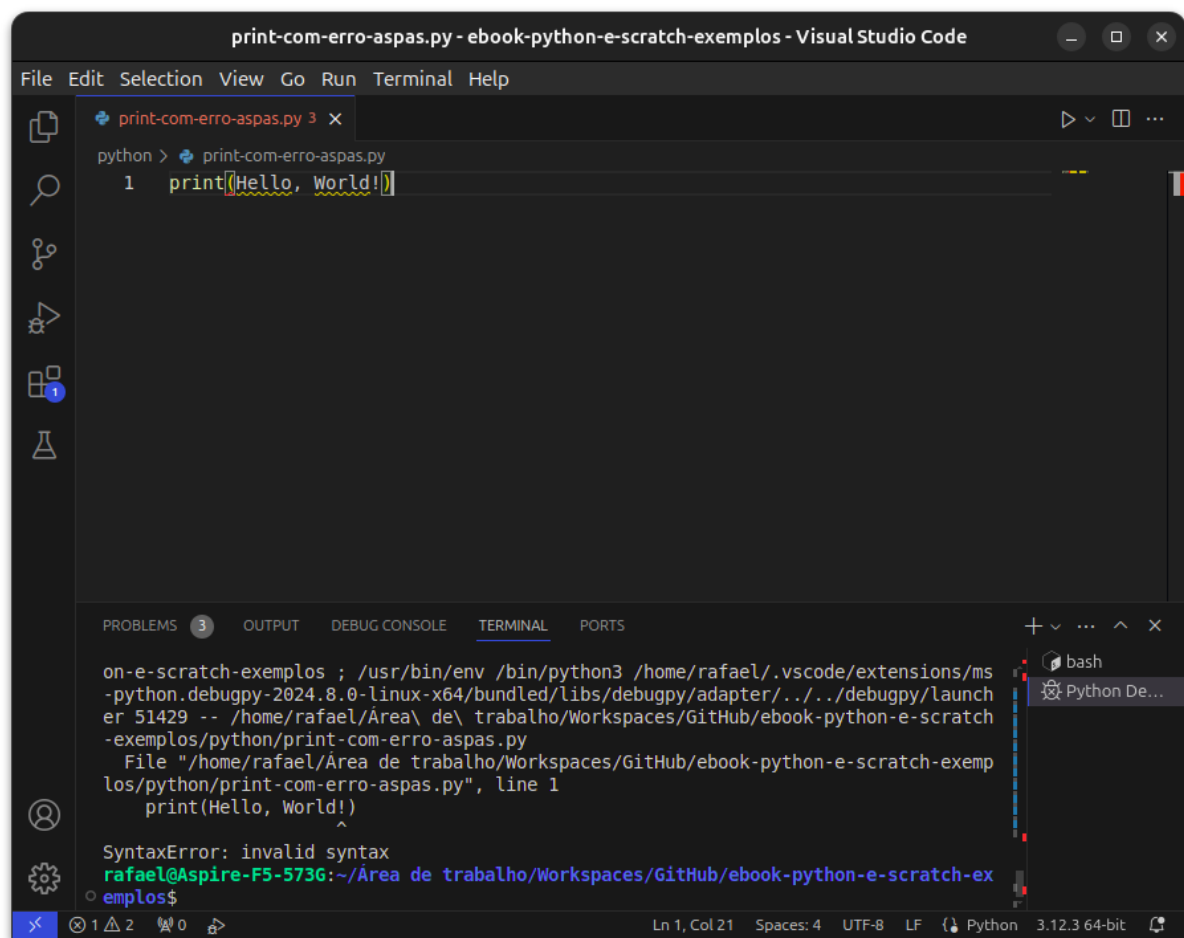 print-com-erro-aspas.py - ebook-python-e-scratch-exemplos - Visual Studio Code
File Edit Selection View Go Run Terminal Help
print-com-erro-aspas.py 3
python > print-com-erro-aspas.py
1 print(Hello, World!)
1
PROBLEMS 3 OUTPUT DEBUG CONSOLE TERMINAL PORTS
on-e-scratch-exemplos ; /usr/bin/env /bin/python3 /home/rafael/.vscode/extensions/ms
-python.debugpy-2024.8.0-linux-x64/bundled/libs/debugpy/adapter/../../debugpy/launch
er 51429 -- /home/rafael/Área\ de\ trabalho/Workspaces/GitHub/ebook-python-e-scratch
-exemplos/python/print-com-erro-aspas.py
  File "/home/rafael/Área de trabalho/Workspaces/GitHub/ebook-python-e-scratch-exemp
los/python/print-com-erro-aspas.py", line 1
    print(Hello, World!)
                      ^
SyntaxError: invalid syntax
rafael@Aspire-F5-573G:~/Área de trabalho/Workspaces/GitHub/ebook-python-e-scratch-ex
emplos$
bash
Python De...
1 2 0 Ln 1, Col 21 Spaces: 4 UTF-8 LF Python 3.12.3 64-bit